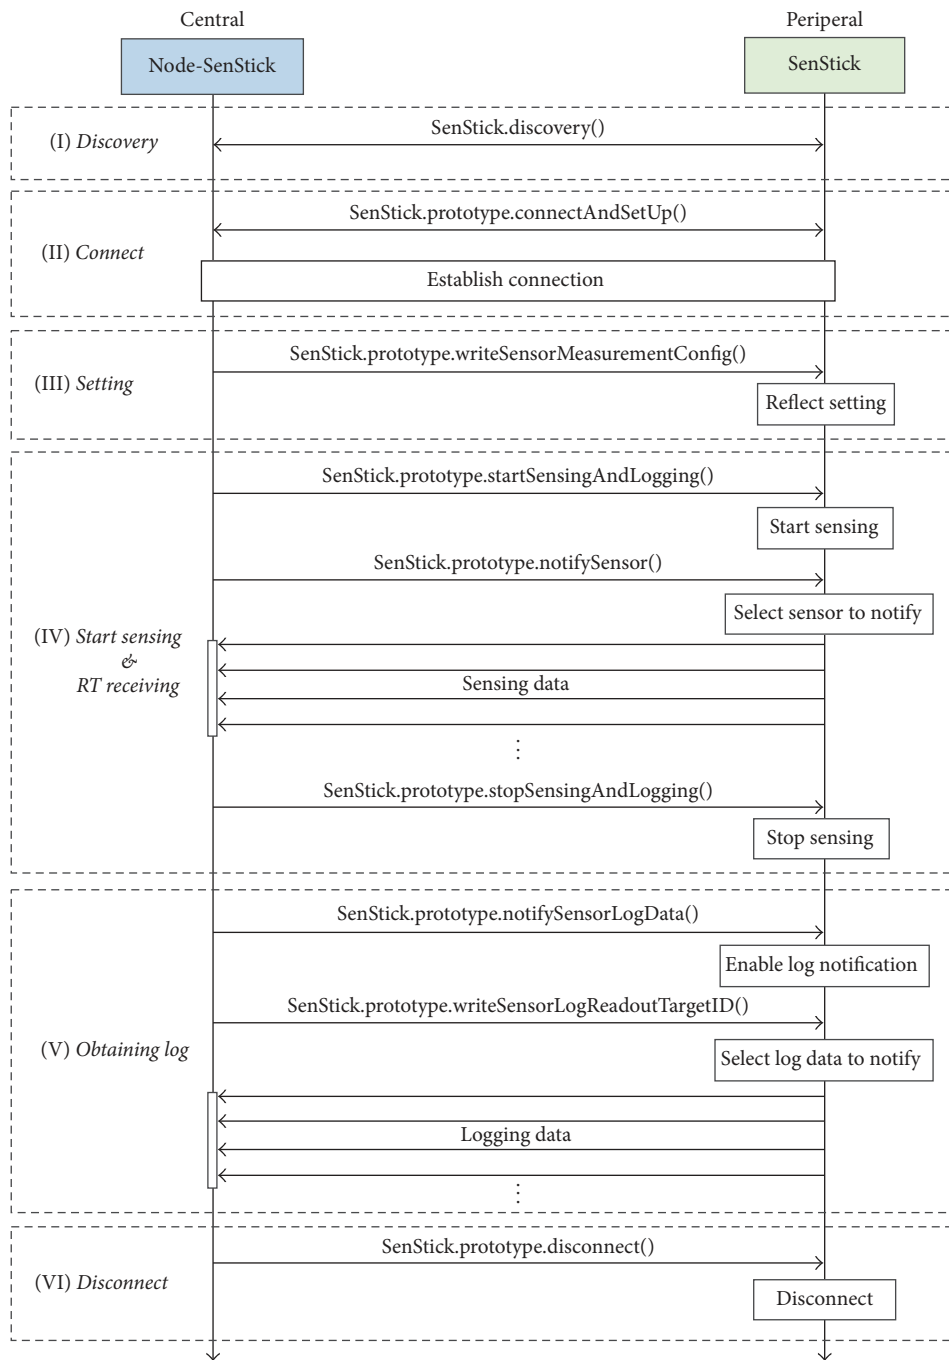 Central
Periperal
Node-SenStick
SenStick
(I) Discovery
SenStick.discovery()
(II) Connect
SenStick.prototype.connectAndSetUp()
Establish connection
(III) Setting
SenStick.prototype.writeSensorMeasurementConfig()
Reflect setting
(IV) Start sensing
&
RT receiving
SenStick.prototype.startSensingAndLogging()
Start sensing
SenStick.prototype.notifySensor()
Select sensor to notify
Sensing data
SenStick.prototype.stopSensingAndLogging()
Stop sensing
(V) Obtaining log
SenStick.prototype.notifySensorLogData()
Enable log notification
SenStick.prototype.writeSensorLogReadoutTargetID()
Select log data to notify
Logging data
(VI) Disconnect
SenStick.prototype.disconnect()
Disconnect